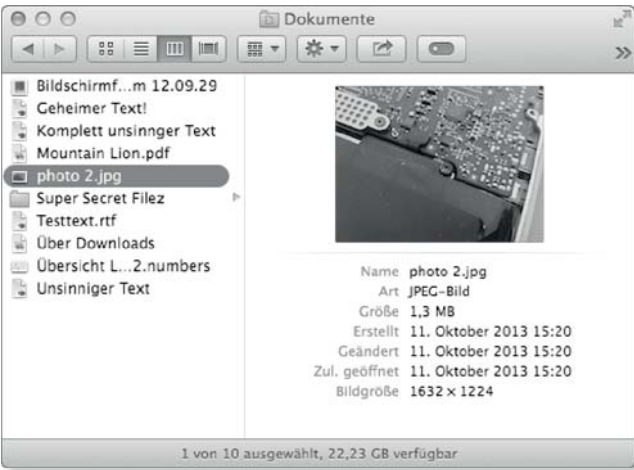 Dokumente
Bildschirmf...m 12.09.29
Geheimer Text!
Komplett unsinnger Text
Mountain Lion.pdf
photo 2.jpg
Super Secret Filez
Testtext.rtf
Über Downloads
Übersicht L...2.numbers
Unsinniger Text
Name photo 2.jpg
Art JPEG-Bild
Größe 1,3 MB
Erstellt 11. Oktober 2013 15:20
Geändert 11. Oktober 2013 15:20
Zul. geöffnet 11. Oktober 2013 15:20
Bildgröße 1632 × 1224
1 von 10 ausgewählt, 22,23 GB verfügbar